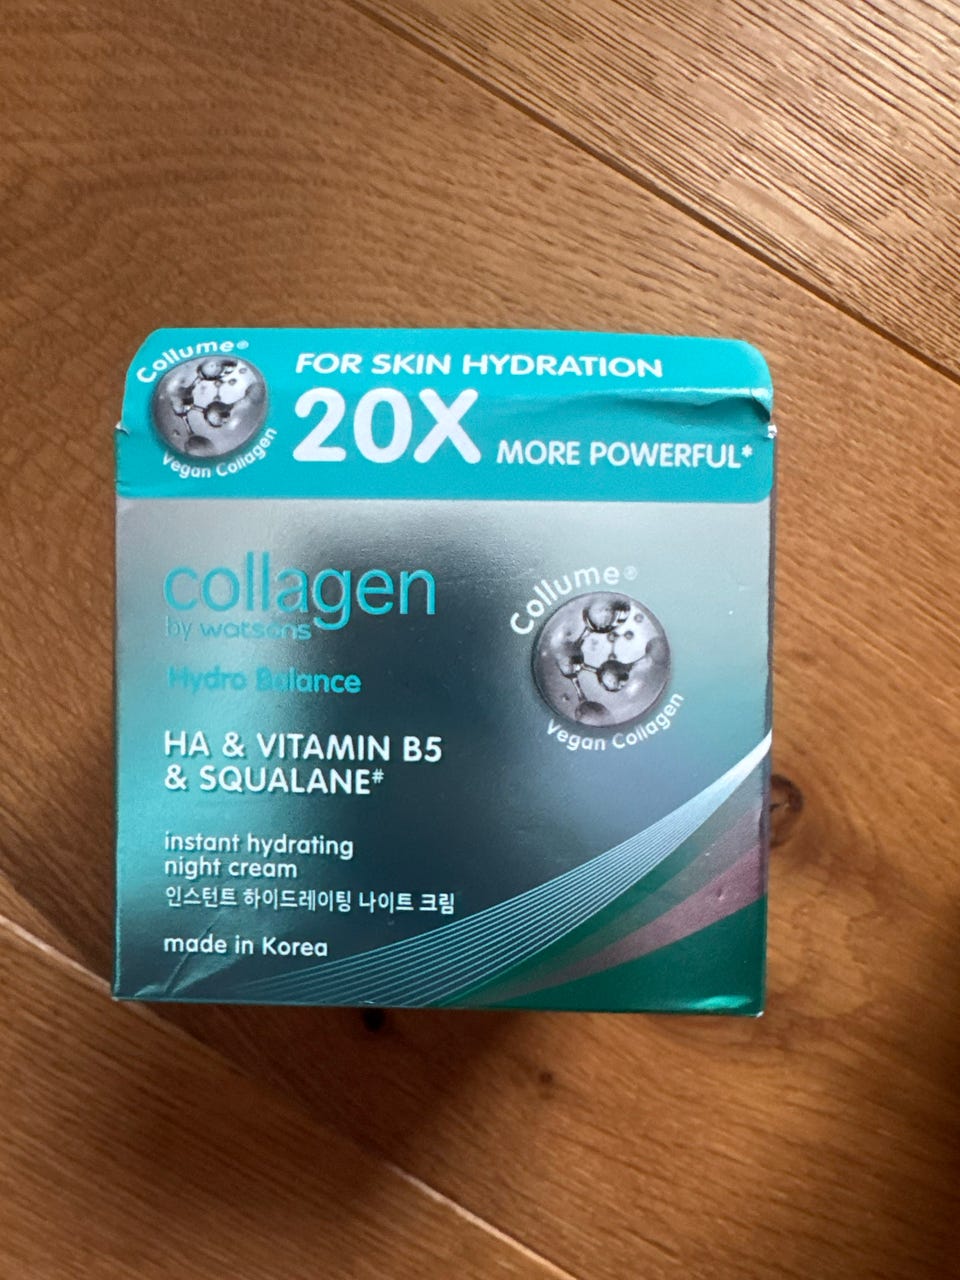 Collume®
Vegan Collagen
FOR SKIN HYDRATION
20X MORE POWERFUL*
collagen
by watsons
Hydro Balance
Collume®
Vegan Collagen
HA & VITAMIN B5
& SQUALANE#
instant hydrating
night cream
인스턴트 하이드레이팅 나이트 크림
made in Korea